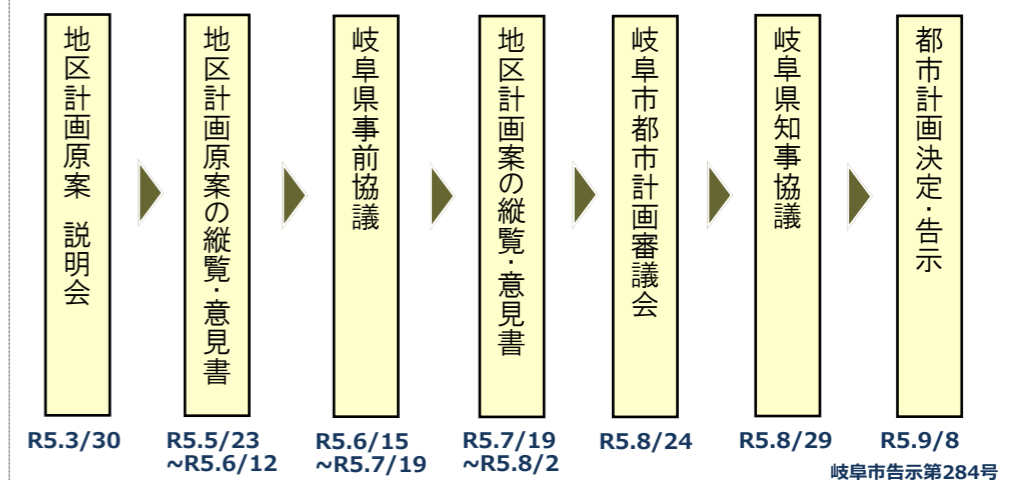 地区計画原案　説明会
地区計画原案の縦覧・意見書
岐阜県事前協議
地区計画案の縦覧・意見書
岐阜市都市計画審議会
岐阜県知事協議
都市計画決定・告示
R5.3/30
R5.5/23
~R5.6/12
R5.6/15
~R5.7/19
R5.7/19
~R5.8/2
R5.8/24
R5.8/29
R5.9/8
岐阜市告示第284号